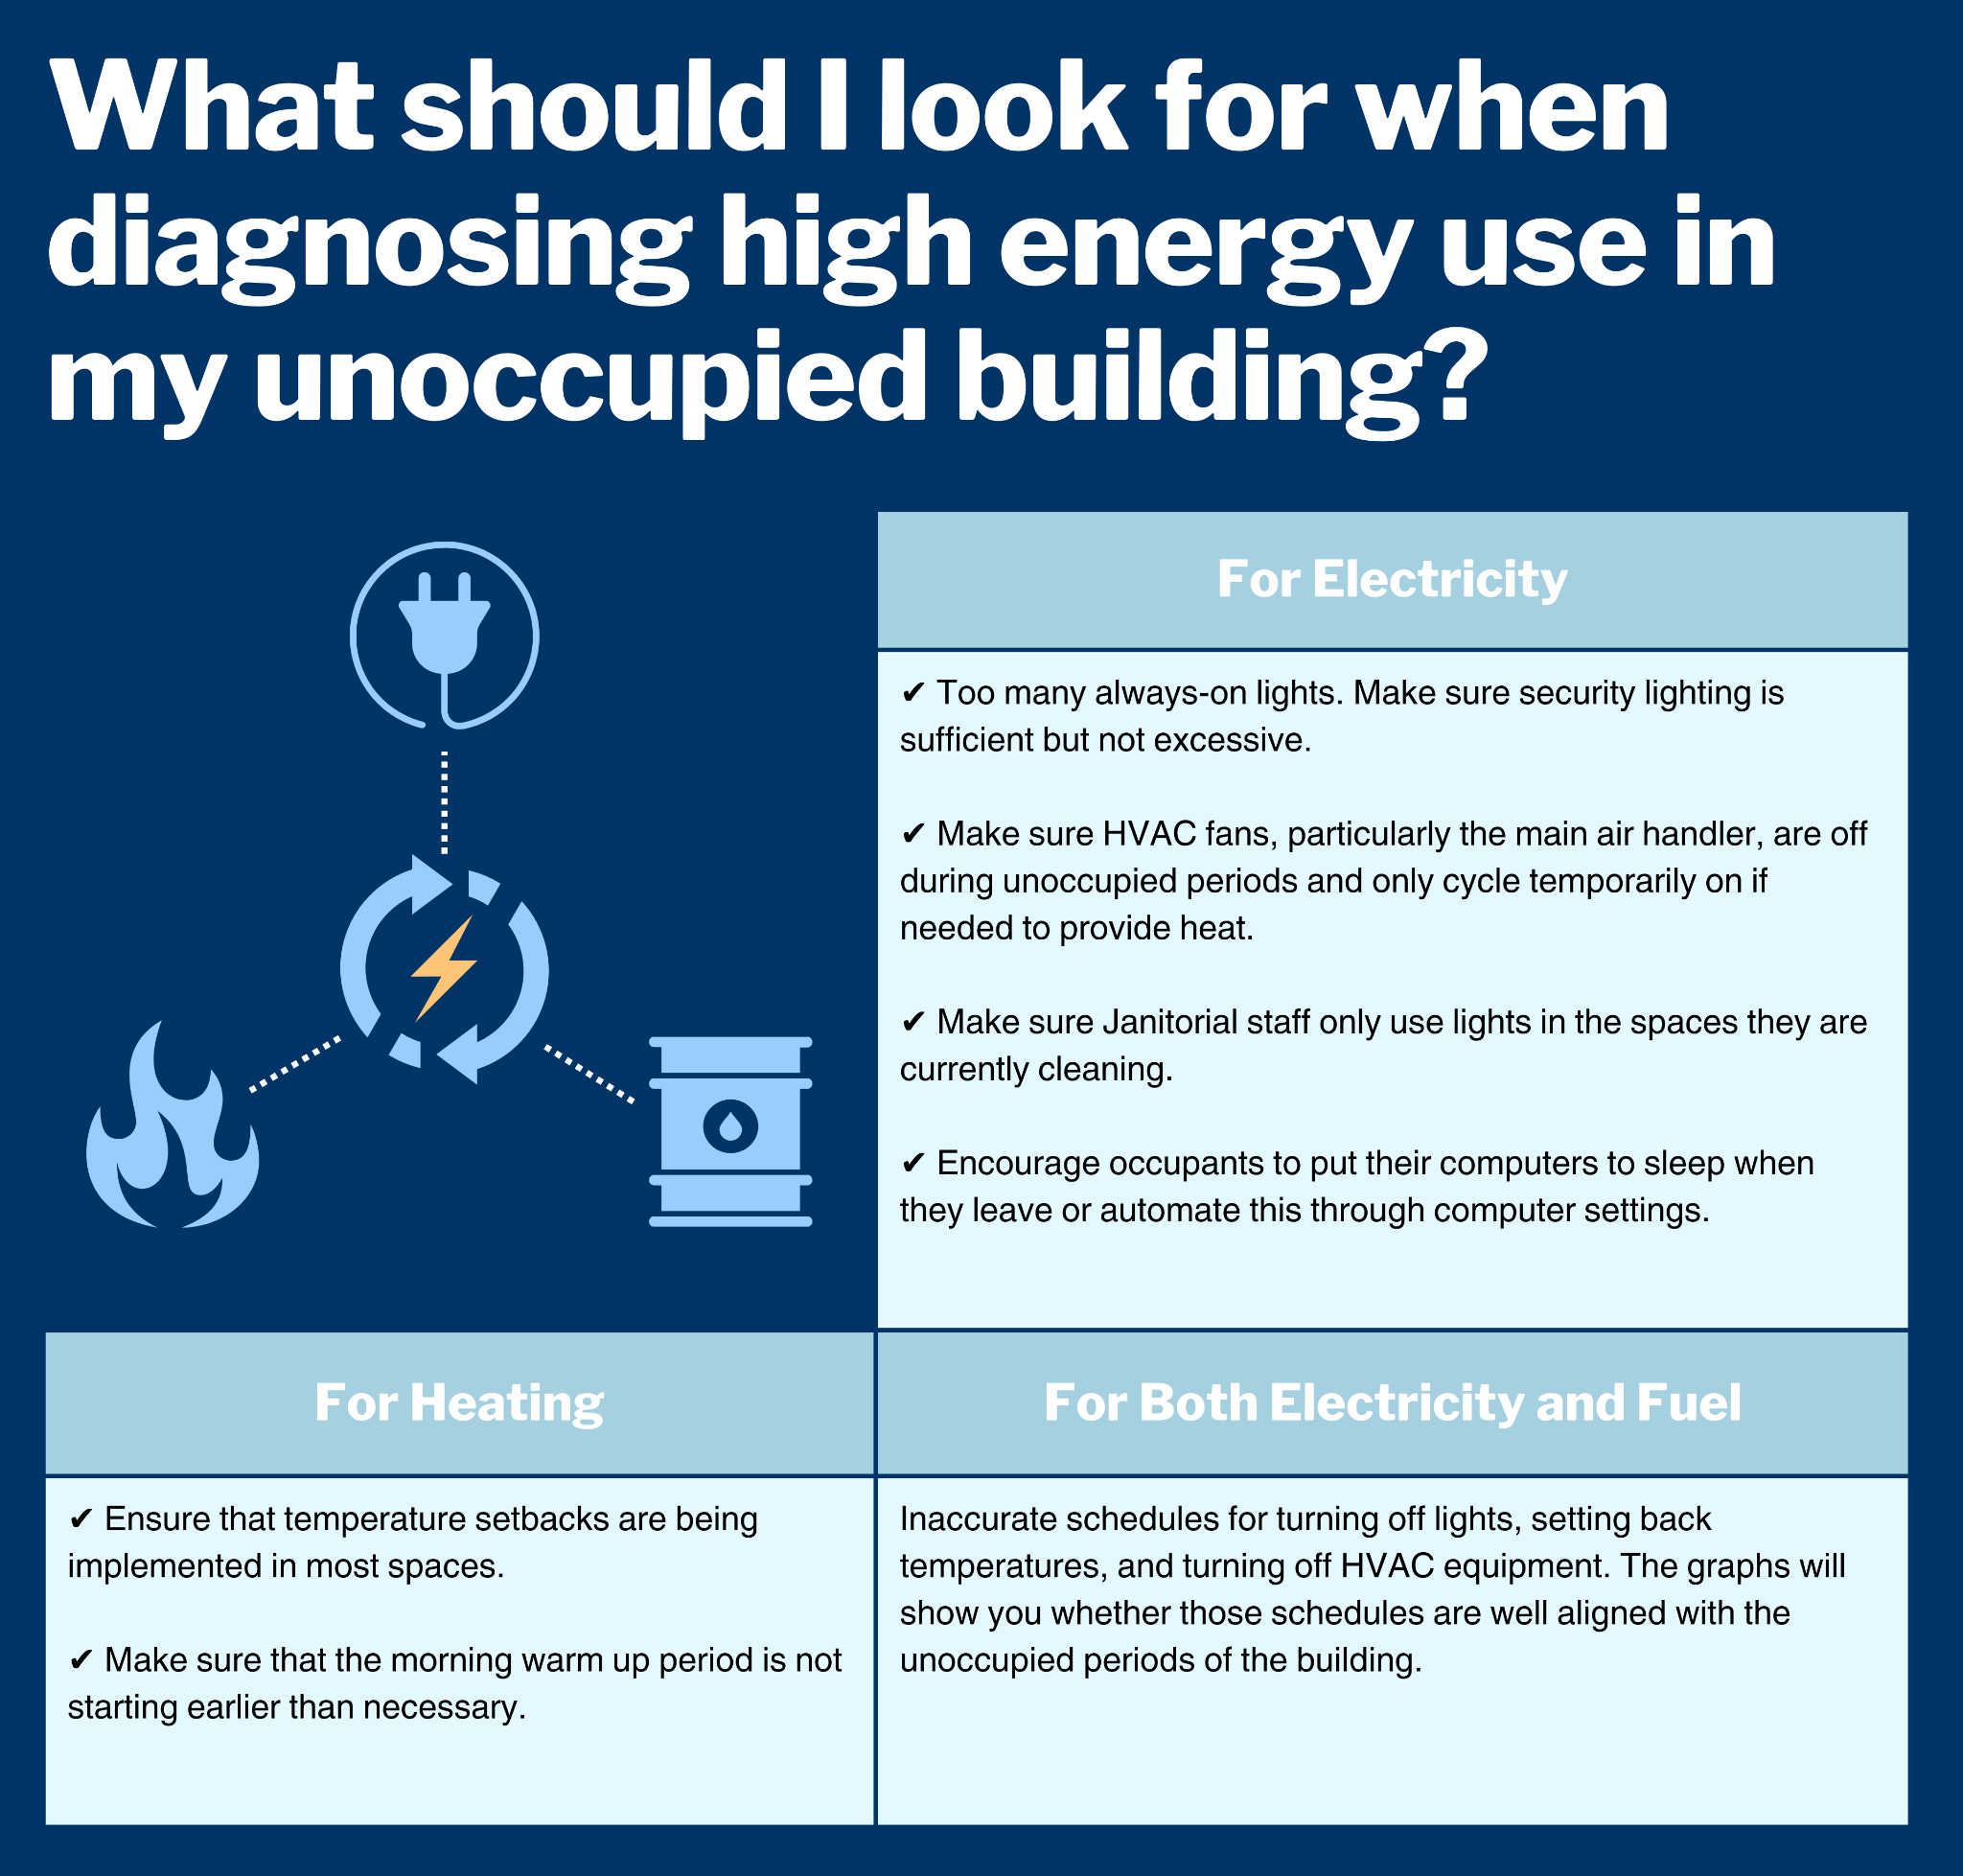 What should I look for when
diagnosing high energy use in
my unoccupied building?
For Electricity
✔ Too many always-on lights. Make sure security lighting is
sufficient but not excessive.
✔ Make sure HVAC fans, particularly the main air handler, are off
during unoccupied periods and only cycle temporarily on if
needed to provide heat.
✔ Make sure Janitorial staff only use lights in the spaces they are
currently cleaning.
✔ Encourage occupants to put their computers to sleep when
they leave or automate this through computer settings.
For Heating
✔ Ensure that temperature setbacks are being
implemented in most spaces.
✔ Make sure that the morning warm up period is not
starting earlier than necessary.
For Both Electricity and Fuel
Inaccurate schedules for turning off lights, setting back
temperatures, and turning off HVAC equipment. The graphs will
show you whether those schedules are well aligned with the
unoccupied periods of the building.